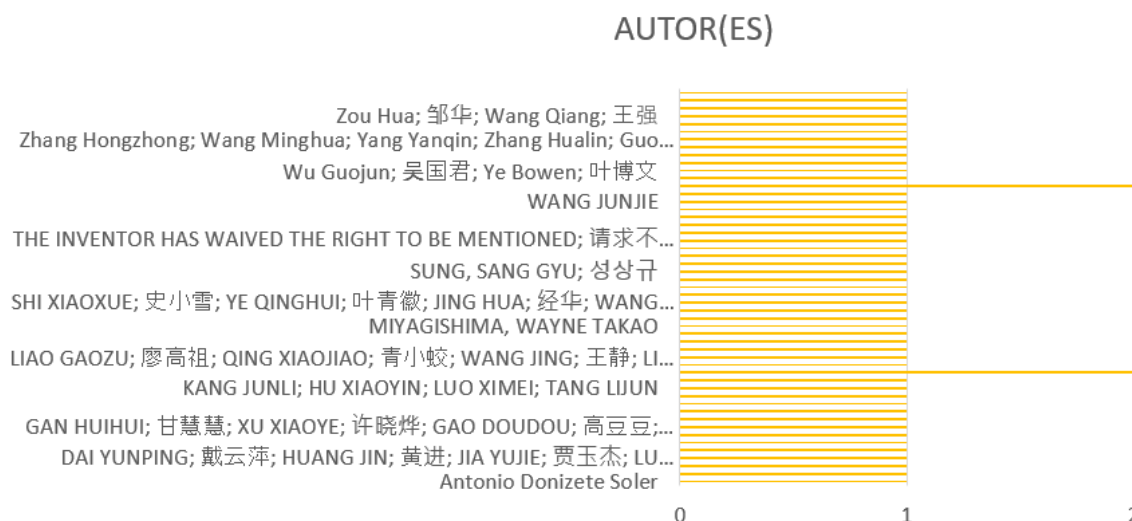 AUTOR(ES)
Zou Hua; 邹华; Wang Qiang; 王强
Zhang Hongzhong; Wang Minghua; Yang Yanqin; Zhang Hualin; Guo…
Wu Guojun; 吴国君; Ye Bowen; 叶博文
WANG JUNJIE
THE INVENTOR HAS WAIVED THE RIGHT TO BE MENTIONED; 请求不…
SUNG, SANG GYU; 성상규
SHI XIAOXUE; 史小雪; YE QINGHUI; 叶青徽; JING HUA; 经华; WANG…
MIYAGISHIMA, WAYNE TAKAO
LIAO GAOZU; 廖高祖; QING XIAOJIAO; 青小蛟; WANG JING; 王静; LI…
KANG JUNLI; HU XIAOYIN; LUO XIMEI; TANG LIJUN
GAN HUIHUI; 甘慧慧; XU XIAOYE; 许晓烨; GAO DOUDOU; 高豆豆;…
DAI YUNPING; 戴云萍; HUANG JIN; 黄进; JIA YUJIE; 贾玉杰; LU…
Antonio Donizete Soler
0 1 2